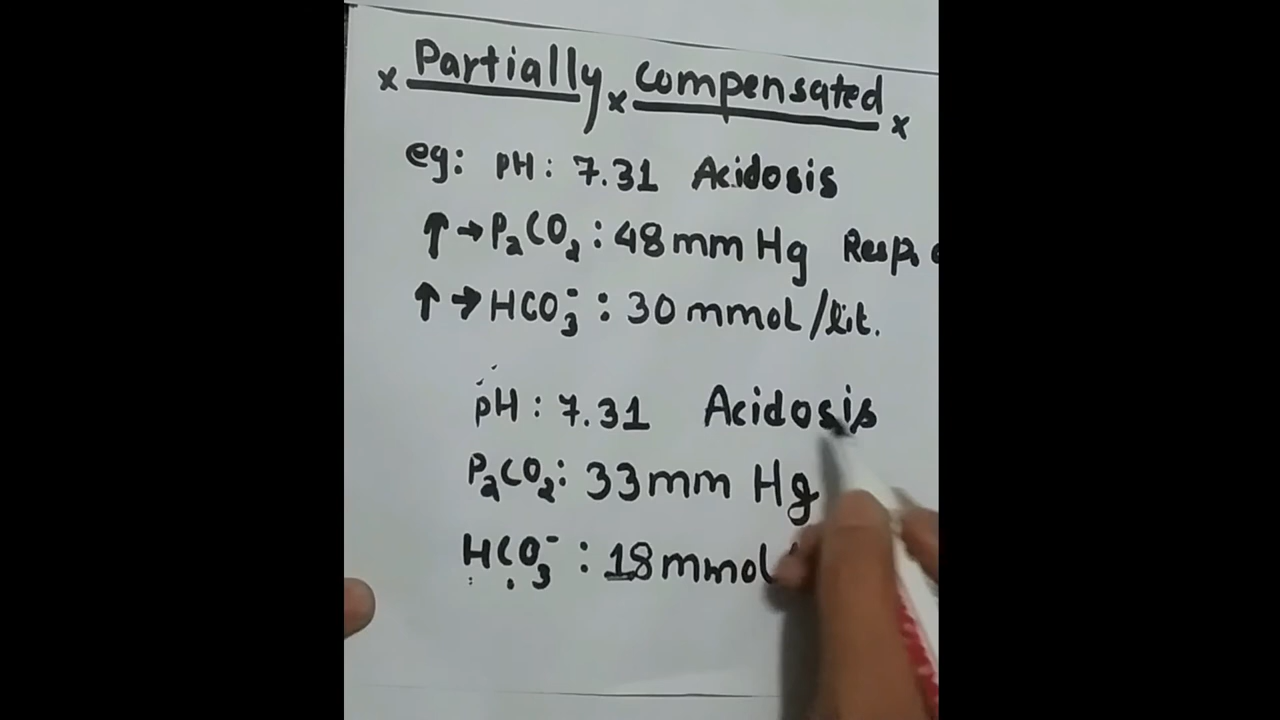 x Partially x compensated x
eg: pH: 7.31 Acidosis
↑ → PaCO2: 48 mm Hg Resp.
↑ → HCO3-: 30 mmol/lit.
pH: 7.31 Acidosis
PaCO2: 33 mm Hg
HCO3-: 18 mmol